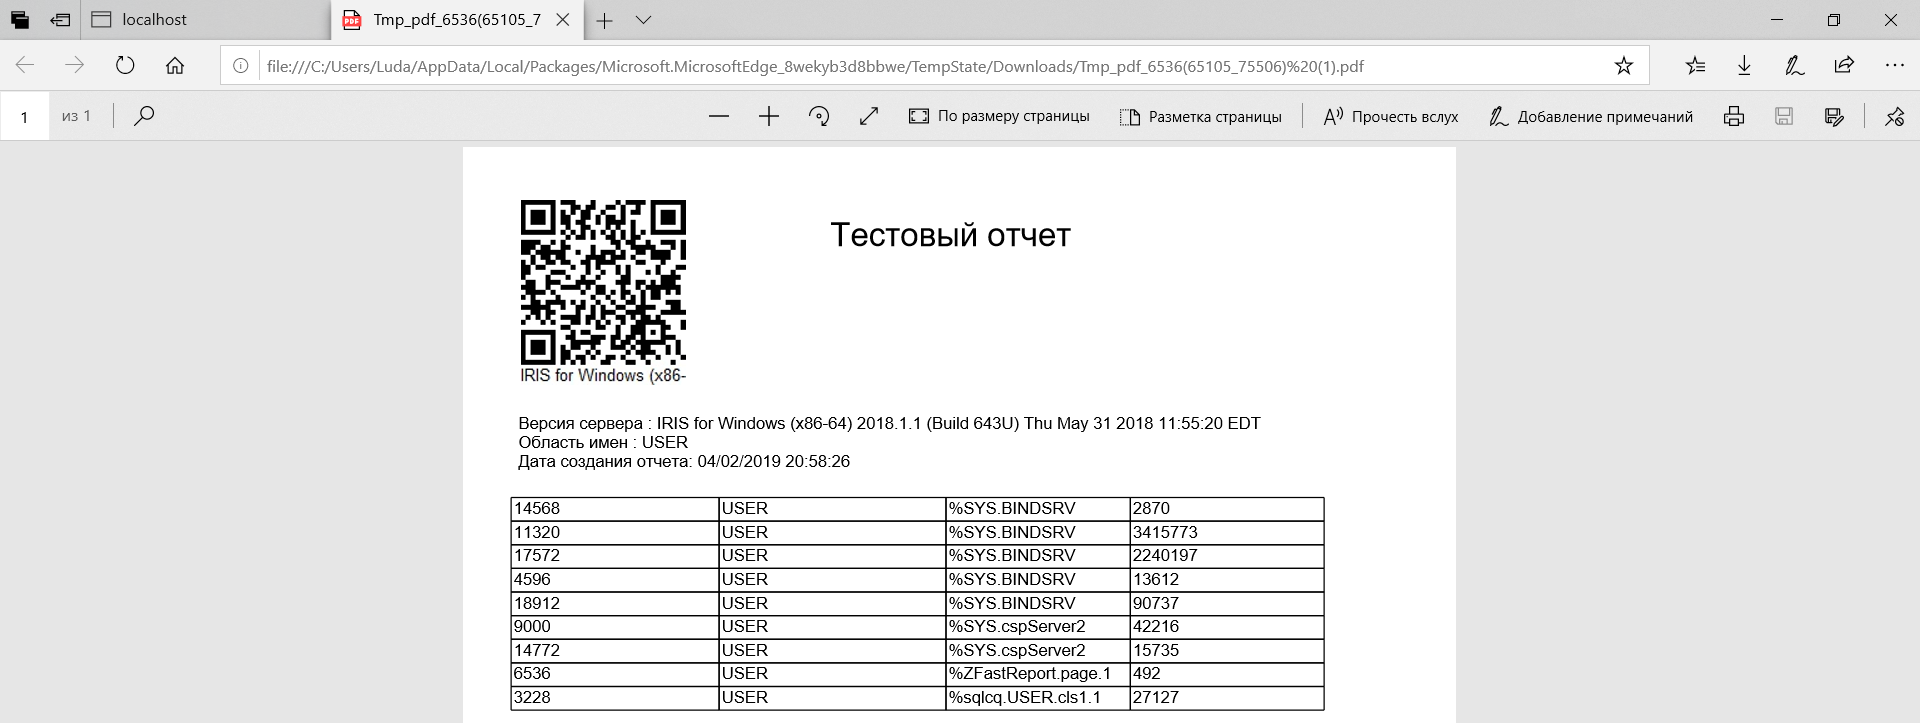 localhost
Tmp_pdf_6536(65105_7
file:///C:/Users/Luda/AppData/Local/Packages/Microsoft.MicrosoftEdge_8wekyb3d8bbwe/TempState/Downloads/Tmp_pdf_6536(65105_75506)%20(1).pdf
1 из 1 По размеру страницы Разметка страницы Прочесть вслух Добавление примечаний
Тестовый отчет
IRIS for Windows (x86-
Версия сервера : IRIS for Windows (x86-64) 2018.1.1 (Build 643U) Thu May 31 2018 11:55:20 EDT
Область имен : USER
Дата создания отчета: 04/02/2019 20:58:26
14568 USER %SYS.BINDSRV 2870
11320 USER %SYS.BINDSRV 3415773
17572 USER %SYS.BINDSRV 2240197
4596 USER %SYS.BINDSRV 13612
18912 USER %SYS.BINDSRV 90737
9000 USER %SYS.cspServer2 42216
14772 USER %SYS.cspServer2 15735
6536 USER %ZFastReport.page.1 492
3228 USER %sqlcq.USER.cls1.1 27127